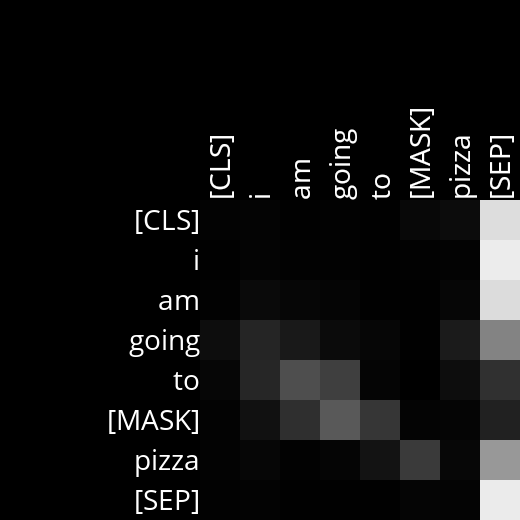 [CLS]
i
am
going
to
[MASK]
pizza
[SEP]
[CLS]
i
am
going
to
[MASK]
pizza
[SEP]